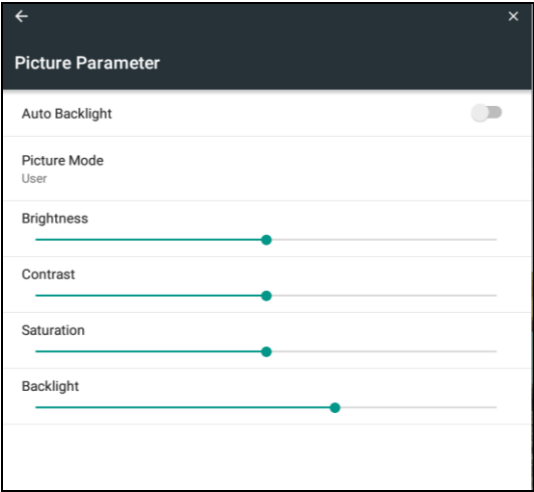 Picture Parameter
Auto Backlight
Picture Mode
User
Brightness
Contrast
Saturation
Backlight